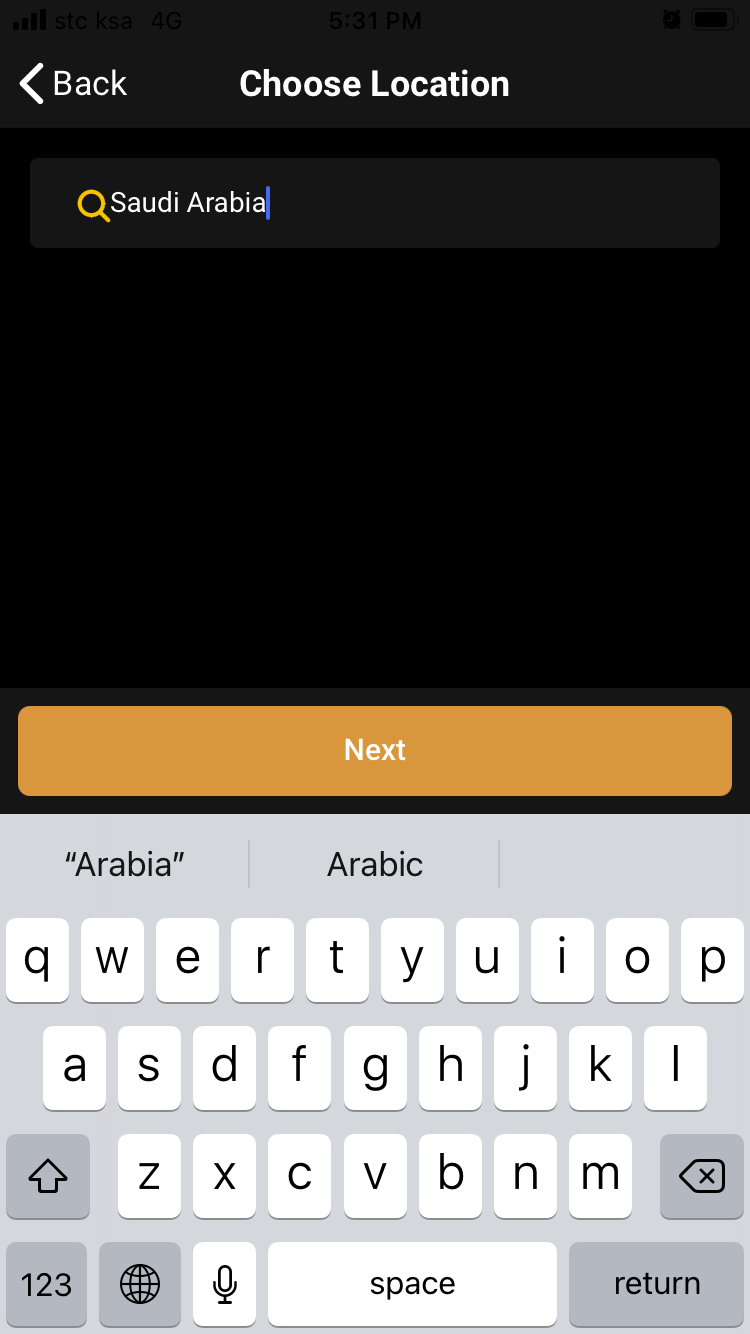 stc ksa 4G 5:31 PM
Back Choose Location
Saudi Arabia
Next
“Arabia” Arabic
q w e r t y u i o p
a s d f g h j k l
z x c v b n m
123 space return